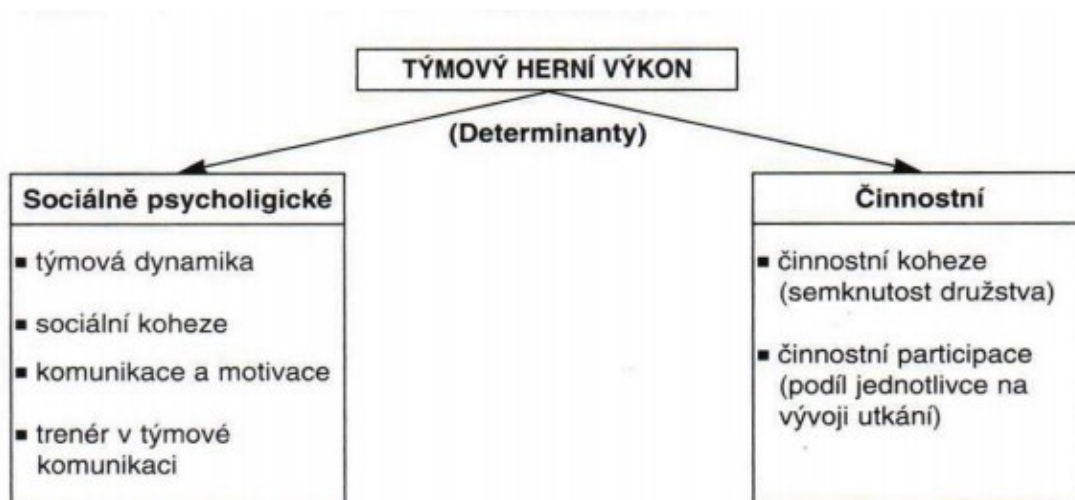 TÝMOVÝ HERNÍ VÝKON
(Determinanty)
Sociálně psycholigické
■ týmová dynamika
■ sociální koheze
■ komunikace a motivace
■ trenér v týmové
komunikaci
Činnostní
■ činnostní koheze
(semknutost družstva)
■ činnostní participace
(podíl jednotlivce na
vývoji utkání)